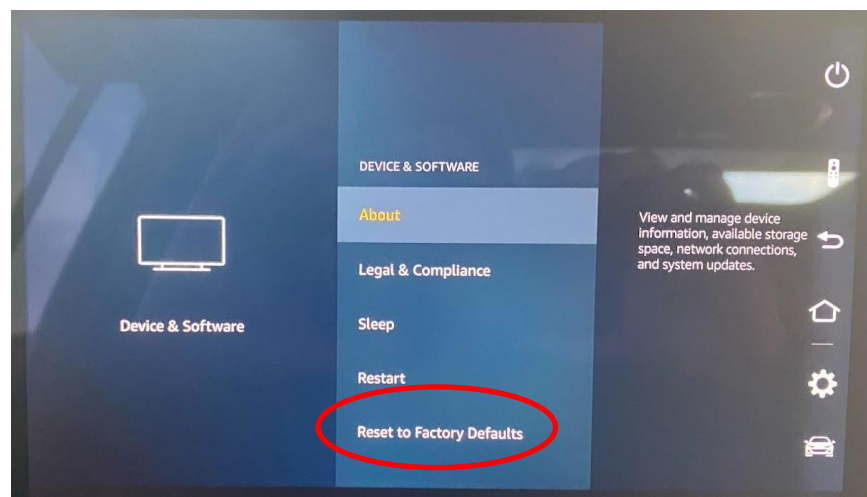 DEVICE & SOFTWARE
About
Legal & Compliance
Sleep
Restart
Reset to Factory Defaults
Device & Software
View and manage device
information, available storage
space, network connections,
and system updates.